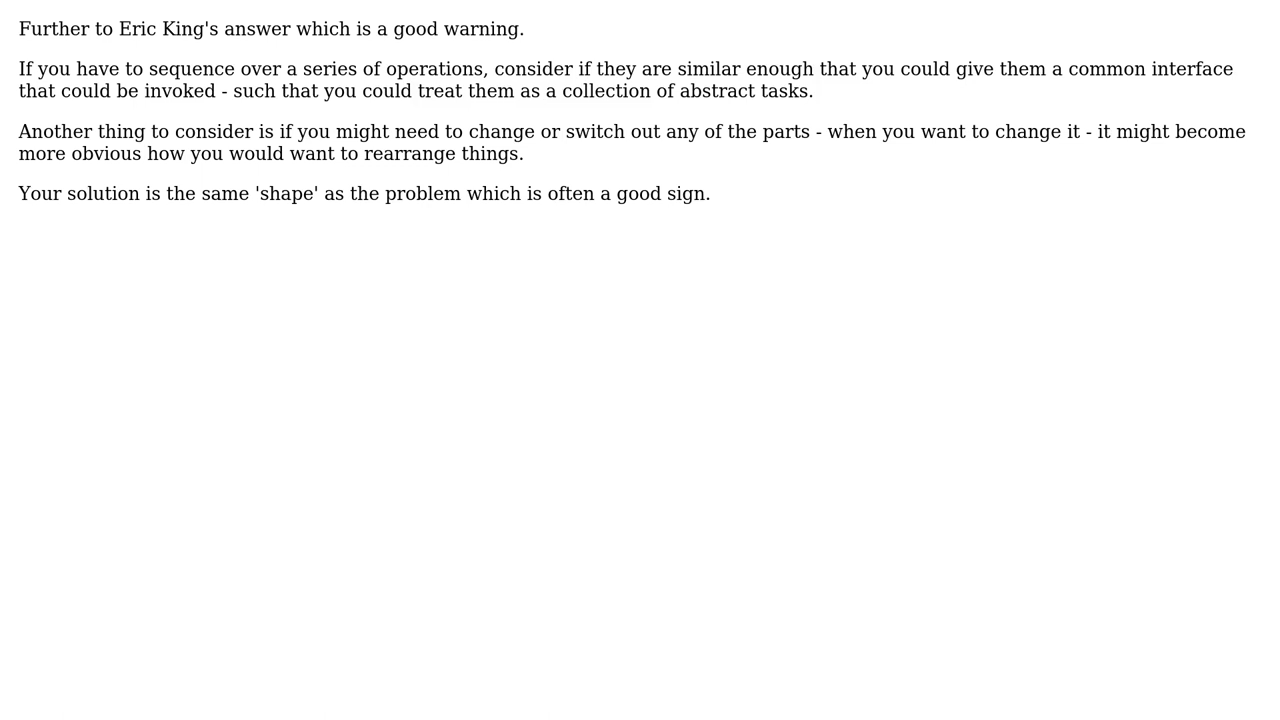 Further to Eric King's answer which is a good warning.
If you have to sequence over a series of operations, consider if they are similar enough that you could give them a common interface
that could be invoked - such that you could treat them as a collection of abstract tasks.
Another thing to consider is if you might need to change or switch out any of the parts - when you want to change it - it might become
more obvious how you would want to rearrange things.
Your solution is the same 'shape' as the problem which is often a good sign.